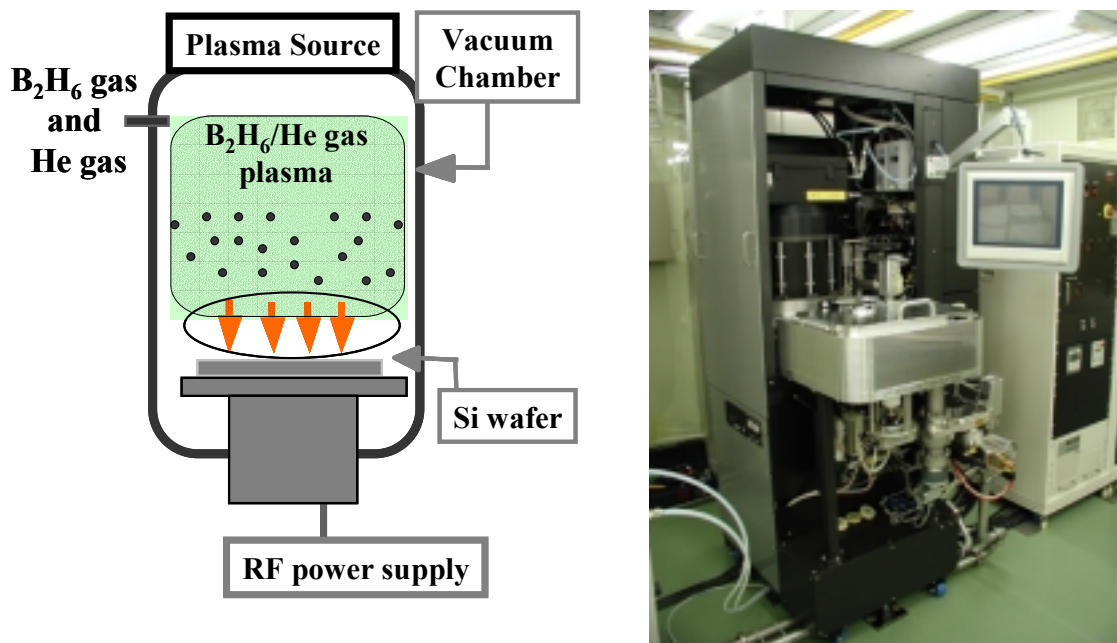 Plasma Source
Vacuum
Chamber
B₂H₆ gas
and
He gas
B₂H₆/He gas
plasma
Si wafer
RF power supply